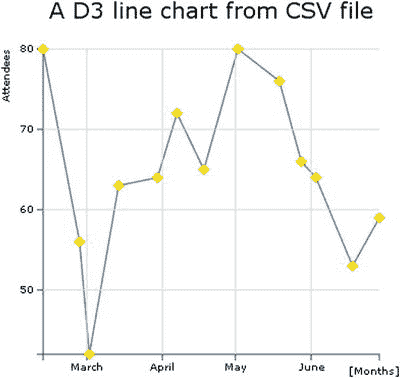 A D3 line chart from CSV file
Attendees
80
70
60
50
March April May June [Months]